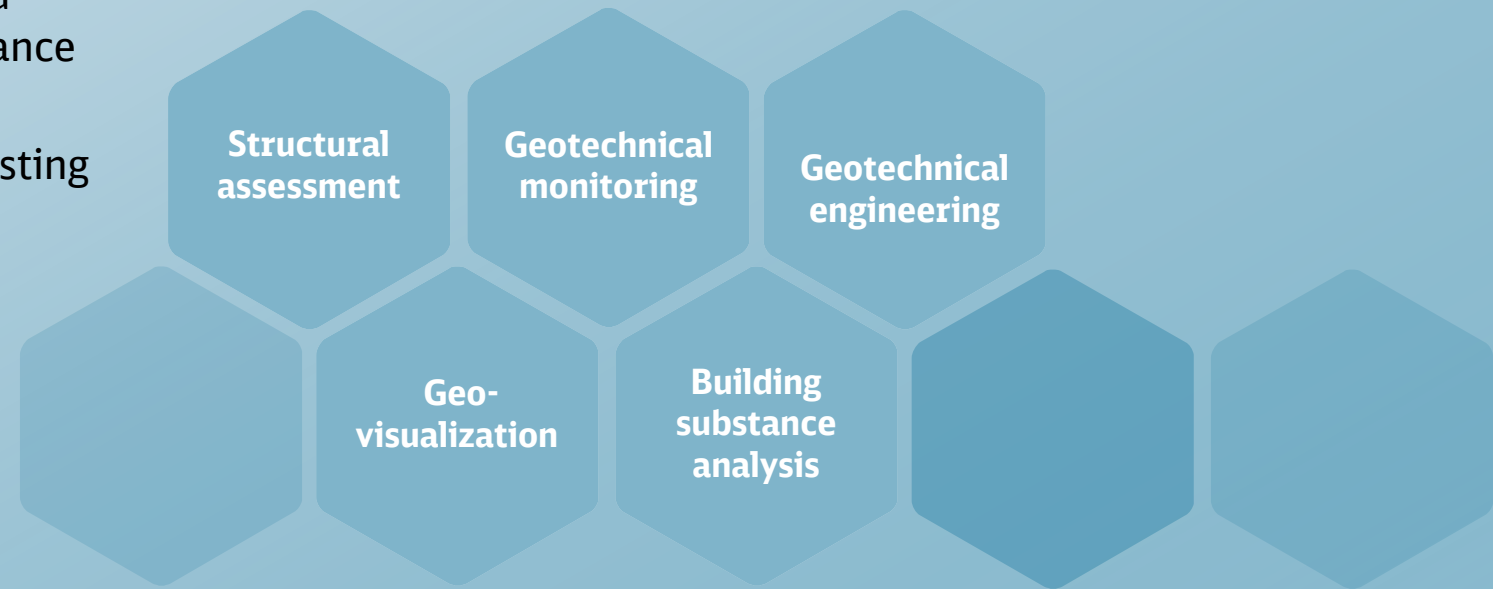 ance
sting
Structural
assessment
Geotechnical
monitoring
Geotechnical
engineering
Geo-
visualization
Building
substance
analysis